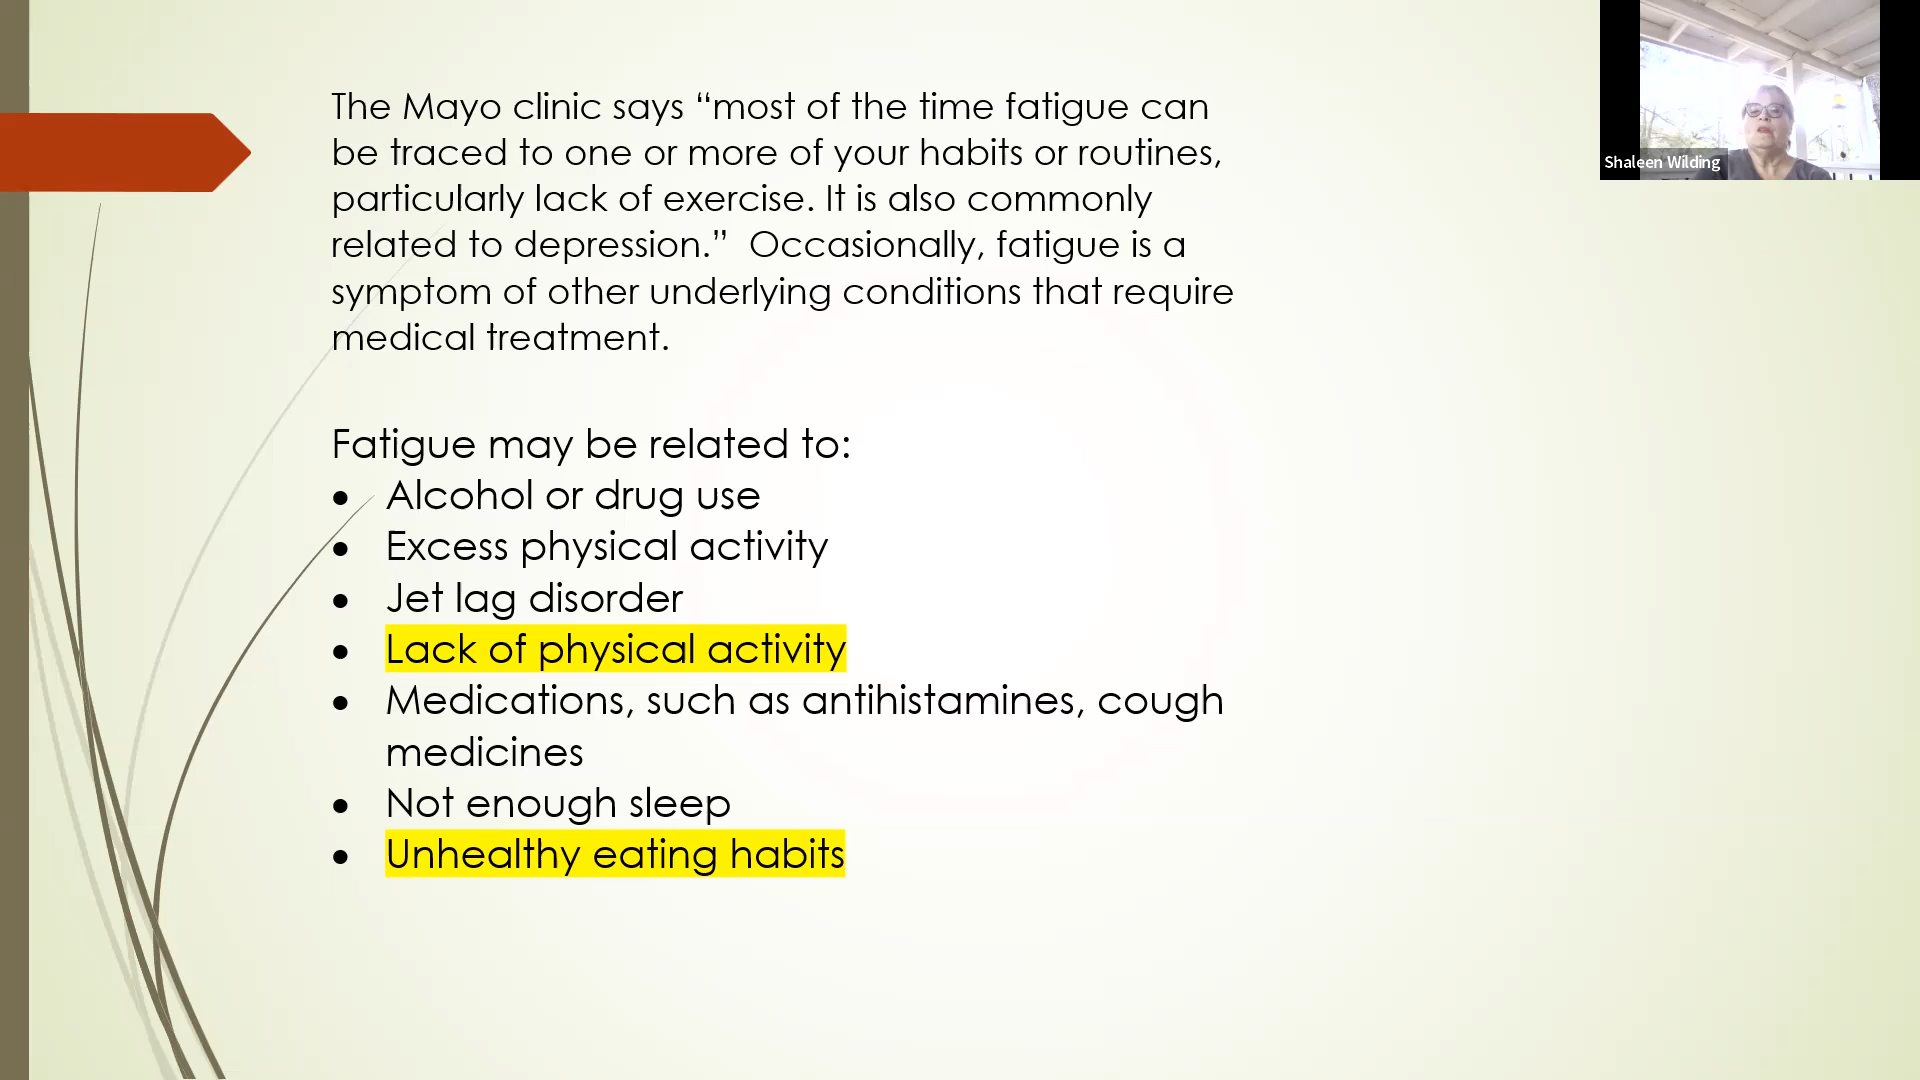 The Mayo clinic says “most of the time fatigue can
be traced to one or more of your habits or routines,
particularly lack of exercise. It is also commonly
related to depression.”  Occasionally, fatigue is a
symptom of other underlying conditions that require
medical treatment.
Fatigue may be related to:
• Alcohol or drug use
• Excess physical activity
• Jet lag disorder
• Lack of physical activity
• Medications, such as antihistamines, cough
medicines
• Not enough sleep
• Unhealthy eating habits
Shaleen Wilding